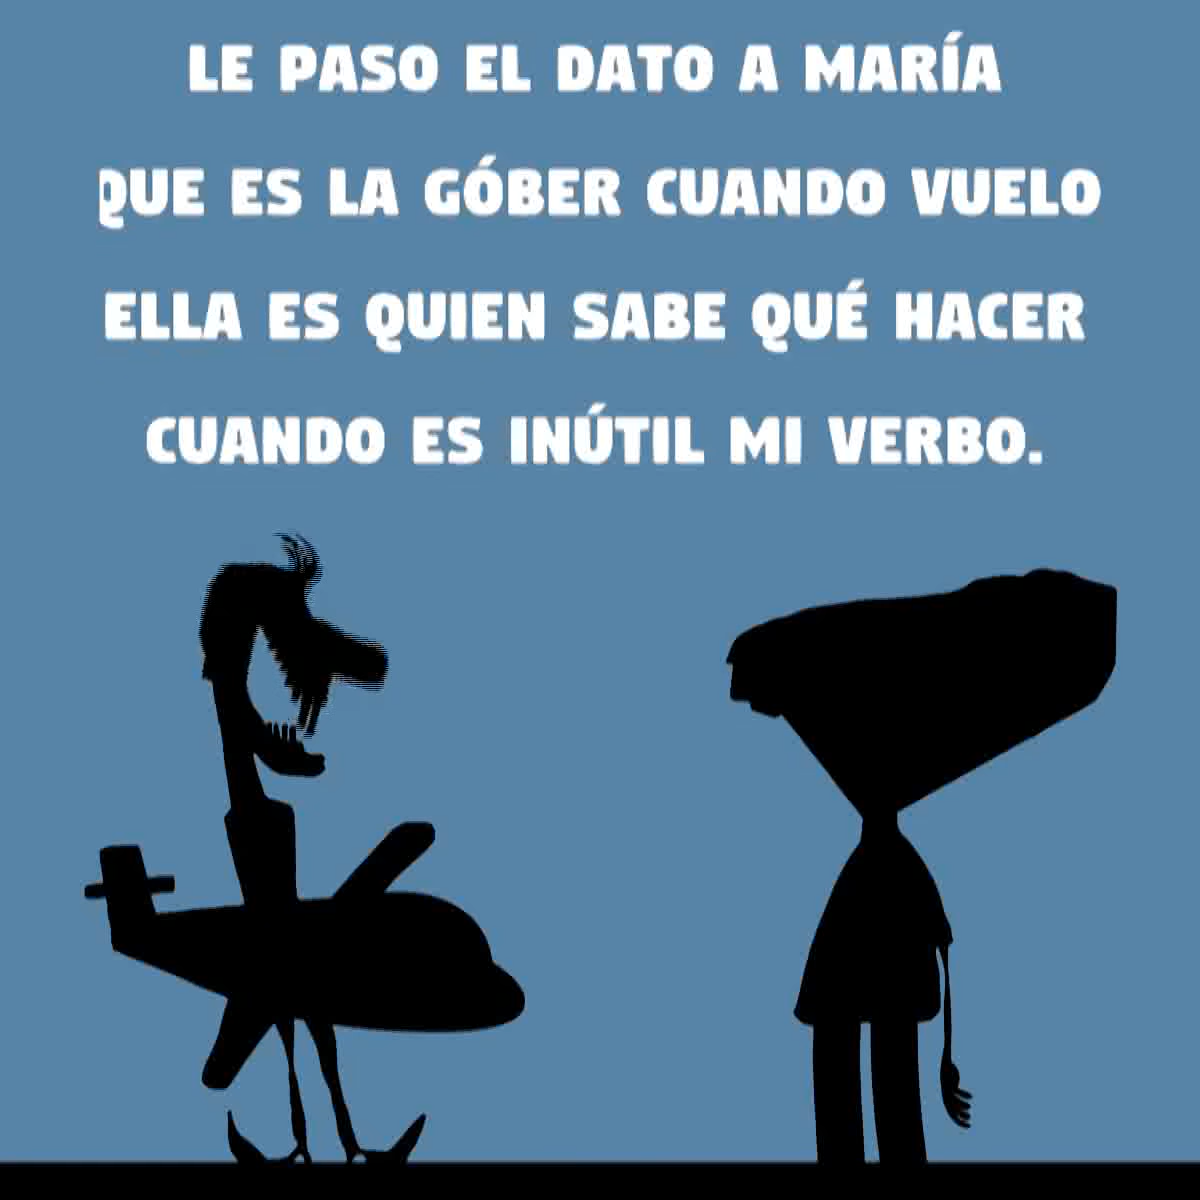 LE PASO EL DATO A MARÍA
QUE ES LA GÓBER CUANDO VUELO
ELLA ES QUIEN SABE QUÉ HACER
CUANDO ES INÚTIL MI VERBO.